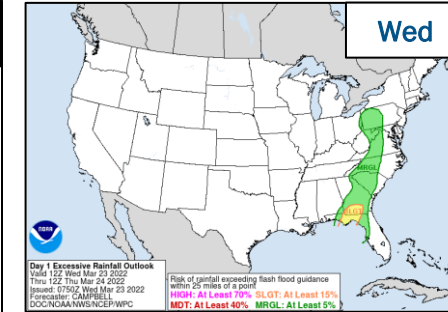 Wed
MRGL
SLGT
NOAA
Day 1 Excessive Rainfall Outlook
Valid 12Z Wed Mar 23 2022
Thru 12Z Thu Mar 24 2022
Issued: 0750Z Wed Mar 23 2022
Forecaster: CAMPBELL
DOC/NOAA/NWS/NCEP/WPC
Risk of rainfall exceeding flash flood guidance
within 25 miles of a point
HIGH: At Least 70% SLGT: At Least 15%
MDT: At Least 40% MRGL: At Least 5%